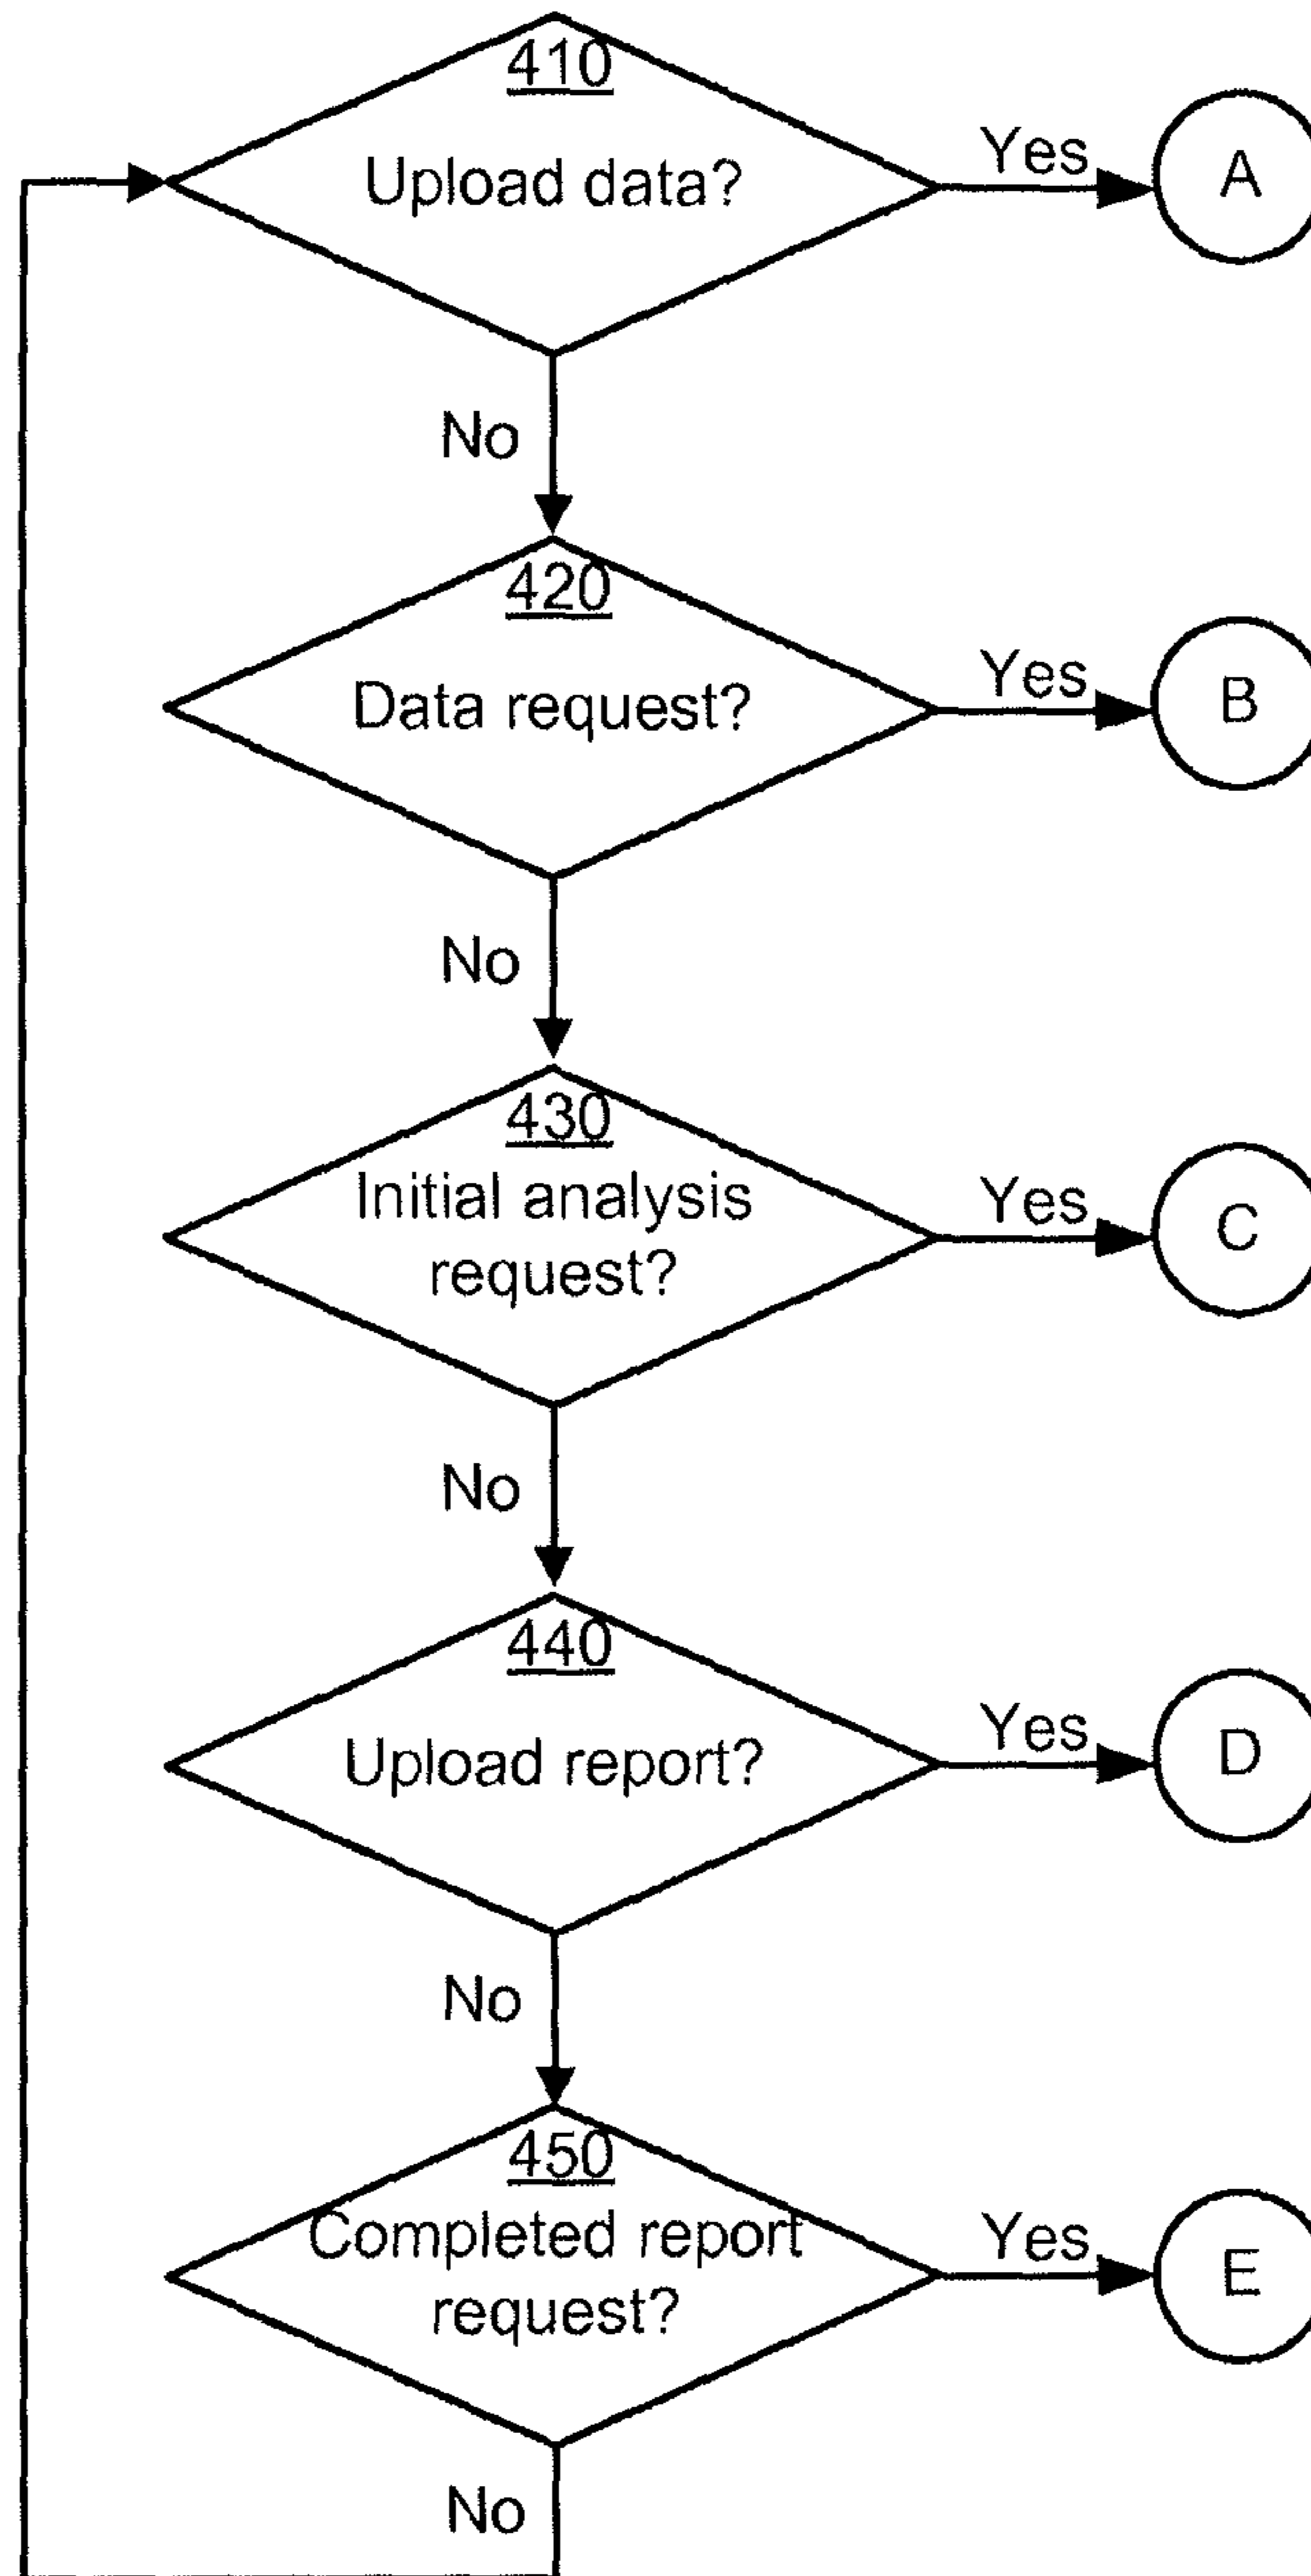 410
Upload data?
Yes
A
No
420
Data request?
Yes
B
No
430
Initial analysis
request?
Yes
C
No
440
Upload report?
Yes
D
No
450
Completed report
request?
Yes
E
No